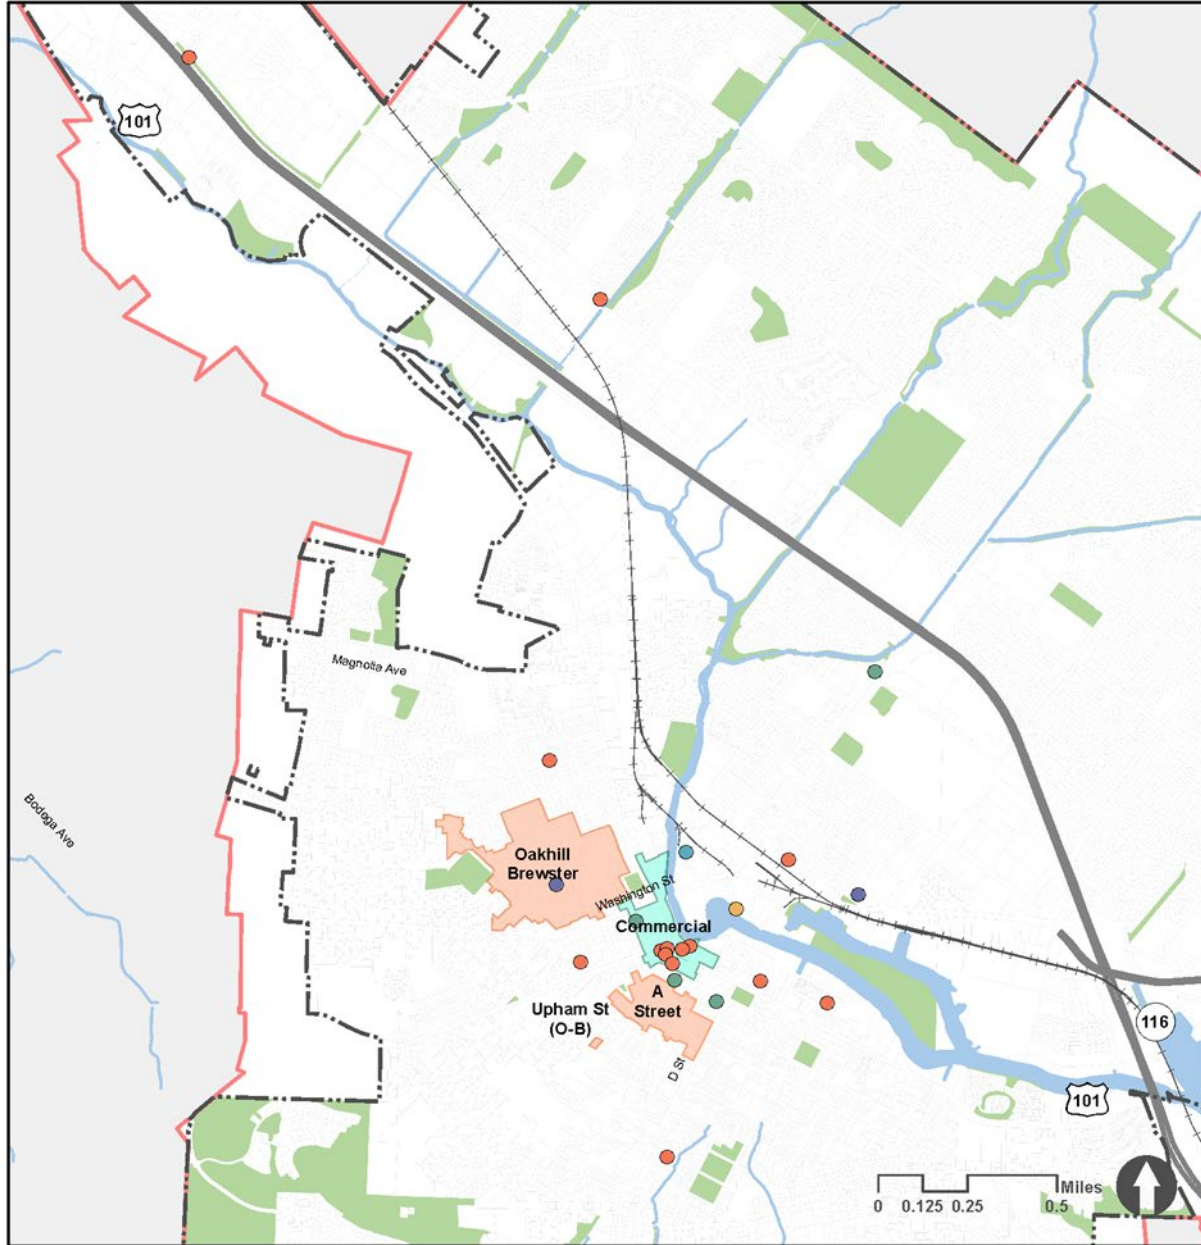 101
Magnolia Ave
Bodega Ave
Oakhill
Brewster
Washington St
Commercial
A
Street
Upham St
(O-B)
D St
116
101
Miles
0 0.125 0.25 0.5